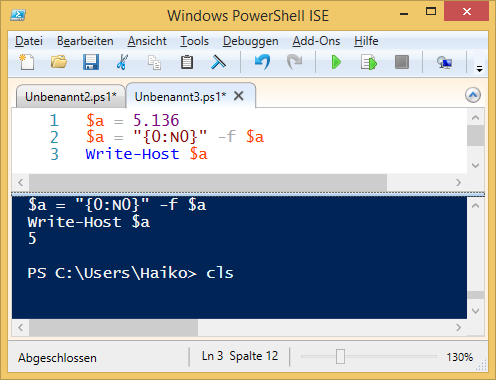 Windows PowerShell ISE
Datei Bearbeiten Ansicht Tools Debuggen Add-Ons Hilfe
Unbenannt2.ps1* Unbenannt3.ps1*
1 $a = 5.136
2 $a = "{0:N0}" -f $a
3 Write-Host $a
$a = "{0:N0}" -f $a
Write-Host $a
5
PS C:\Users\Haiko> cls
Abgeschlossen Ln 3 Spalte 12 130%